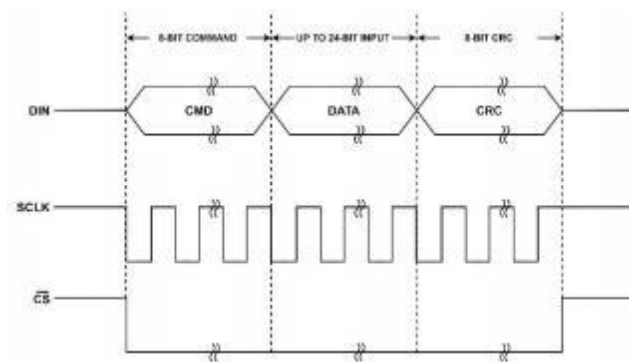 8-BIT COMMAND
UP TO 24-BIT INPUT
8-BIT CRC
DIN
CMD
DATA
CRC
SCLK
CS